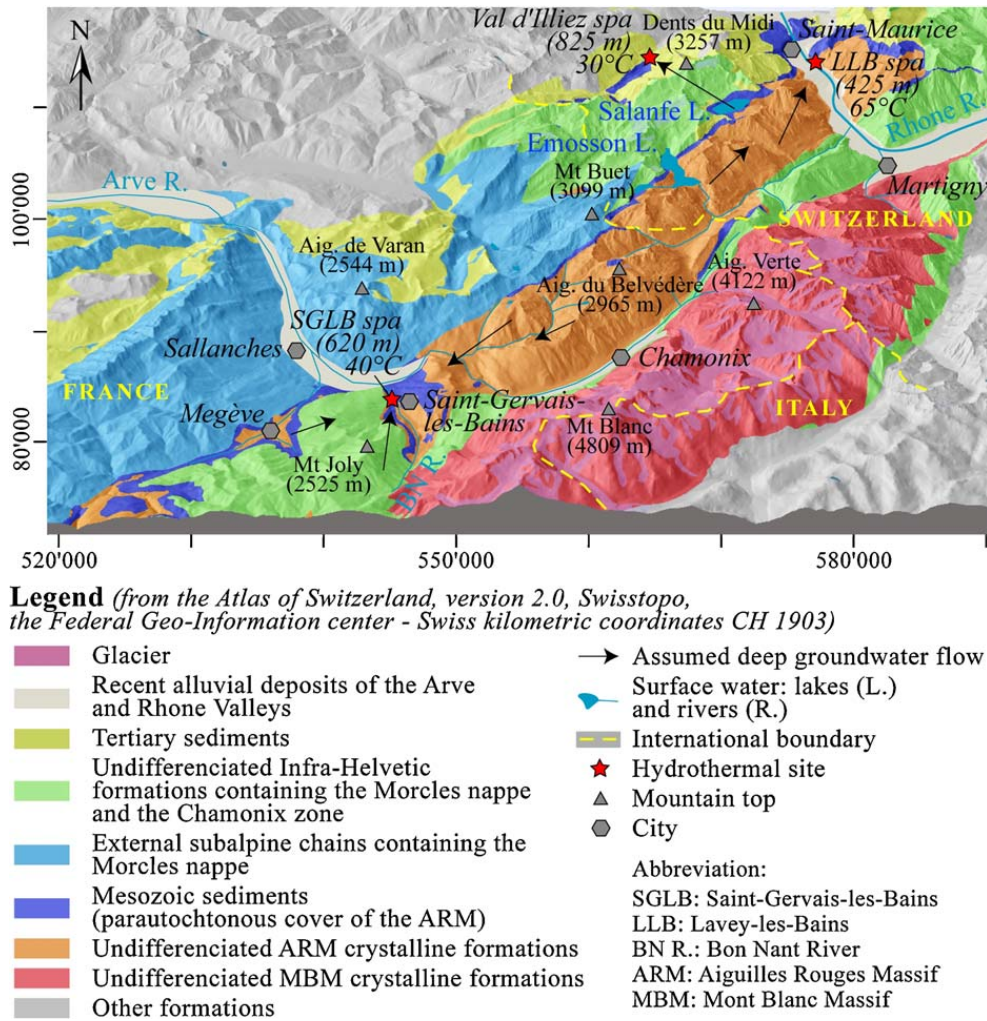 Val d'Illiez spa
(825 m)
30°C
Dents du Midi
(3257 m)
Saint-Maurice
LLB spa
(425 m)
65°C
N
Salanfe L.
Emosson L.
Rhone R.
Arve R.
Mt Buet
(3099 m)
Martigny
SWITZERLAND
Aig. de Varan
(2544 m)
Aig. Verte
(4122 m)
Aig. du Belvédère
(2965 m)
SGLB spa
(620 m)
40°C
Sallanches
Chamonix
FRANCE
ITALY
Megève
Saint-Gervais-
les-Bains
Mt Blanc
(4809 m)
Mt Joly
(2525 m)
BN R.
100'000
80'000
520'000
550'000
580'000
Legend (from the Atlas of Switzerland, version 2.0, Swisstopo,
the Federal Geo-Information center - Swiss kilometric coordinates CH 1903)
Glacier
Recent alluvial deposits of the Arve
and Rhone Valleys
Tertiary sediments
Undifferenciated Infra-Helvetic
formations containing the Morcles nappe
and the Chamonix zone
External subalpine chains containing the
Morcles nappe
Mesozoic sediments
(parautochtonous cover of the ARM)
Undifferenciated ARM crystalline formations
Undifferenciated MBM crystalline formations
Other formations
Assumed deep groundwater flow
Surface water: lakes (L.)
and rivers (R.)
International boundary
Hydrothermal site
Mountain top
City
Abbreviation:
SGLB: Saint-Gervais-les-Bains
LLB: Lavey-les-Bains
BN R.: Bon Nant River
ARM: Aiguilles Rouges Massif
MBM: Mont Blanc Massif